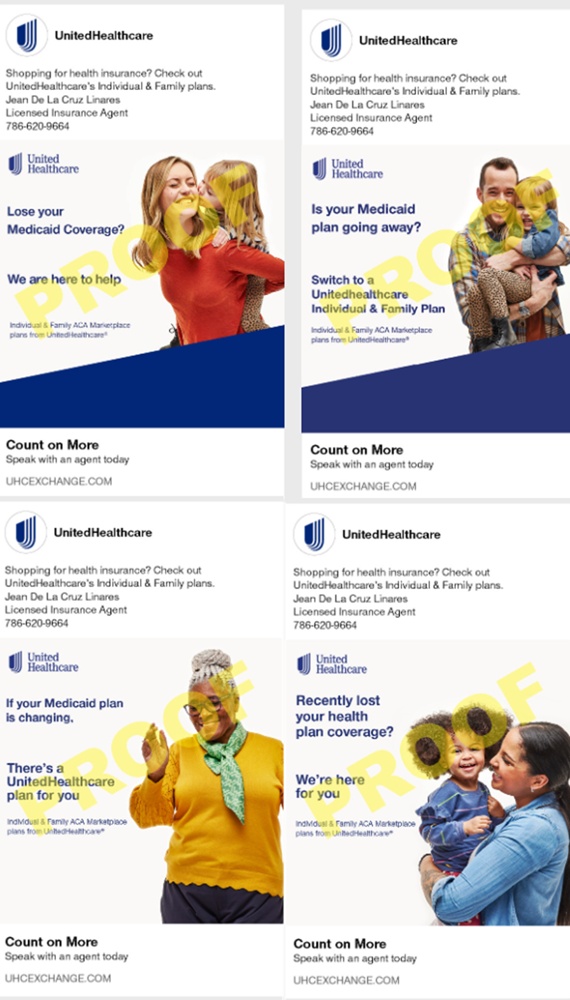 UnitedHealthcare
Shopping for health insurance? Check out
UnitedHealthcare's Individual & Family plans.
Jean De La Cruz Linares
Licensed Insurance Agent
786-620-9664
United
Healthcare
Lose your
Medicaid Coverage?
We are here to help
Individual & Family ACA Marketplace
plans from UnitedHealthcare®
PROOF
Count on More
Speak with an agent today
UHCEXCHANGE.COM
UnitedHealthcare
Shopping for health insurance? Check out
UnitedHealthcare's Individual & Family plans.
Jean De La Cruz Linares
Licensed Insurance Agent
786-620-9664
United
Healthcare
Is your Medicaid
plan going away?
Switch to a
Unitedhealthcare
Individual & Family Plan
Individual & Family ACA Marketplace
plans from UnitedHealthcare®
PROOF
Count on More
Speak with an agent today
UHCEXCHANGE.COM
UnitedHealthcare
Shopping for health insurance? Check out
UnitedHealthcare's Individual & Family plans.
Jean De La Cruz Linares
Licensed Insurance Agent
786-620-9664
United
Healthcare
If your Medicaid plan
is changing,
There's a
UnitedHealthcare
plan for you
Individual & Family ACA Marketplace
plans from UnitedHealthcare®
PROOF
Count on More
Speak with an agent today
UHCEXCHANGE.COM
UnitedHealthcare
Shopping for health insurance? Check out
UnitedHealthcare's Individual & Family plans.
Jean De La Cruz Linares
Licensed Insurance Agent
786-620-9664
United
Healthcare
Recently lost
your health
plan coverage?
We're here
for you
Individual & Family ACA Marketplace
plans from UnitedHealthcare®
PROOF
Count on More
Speak with an agent today
UHCEXCHANGE.COM